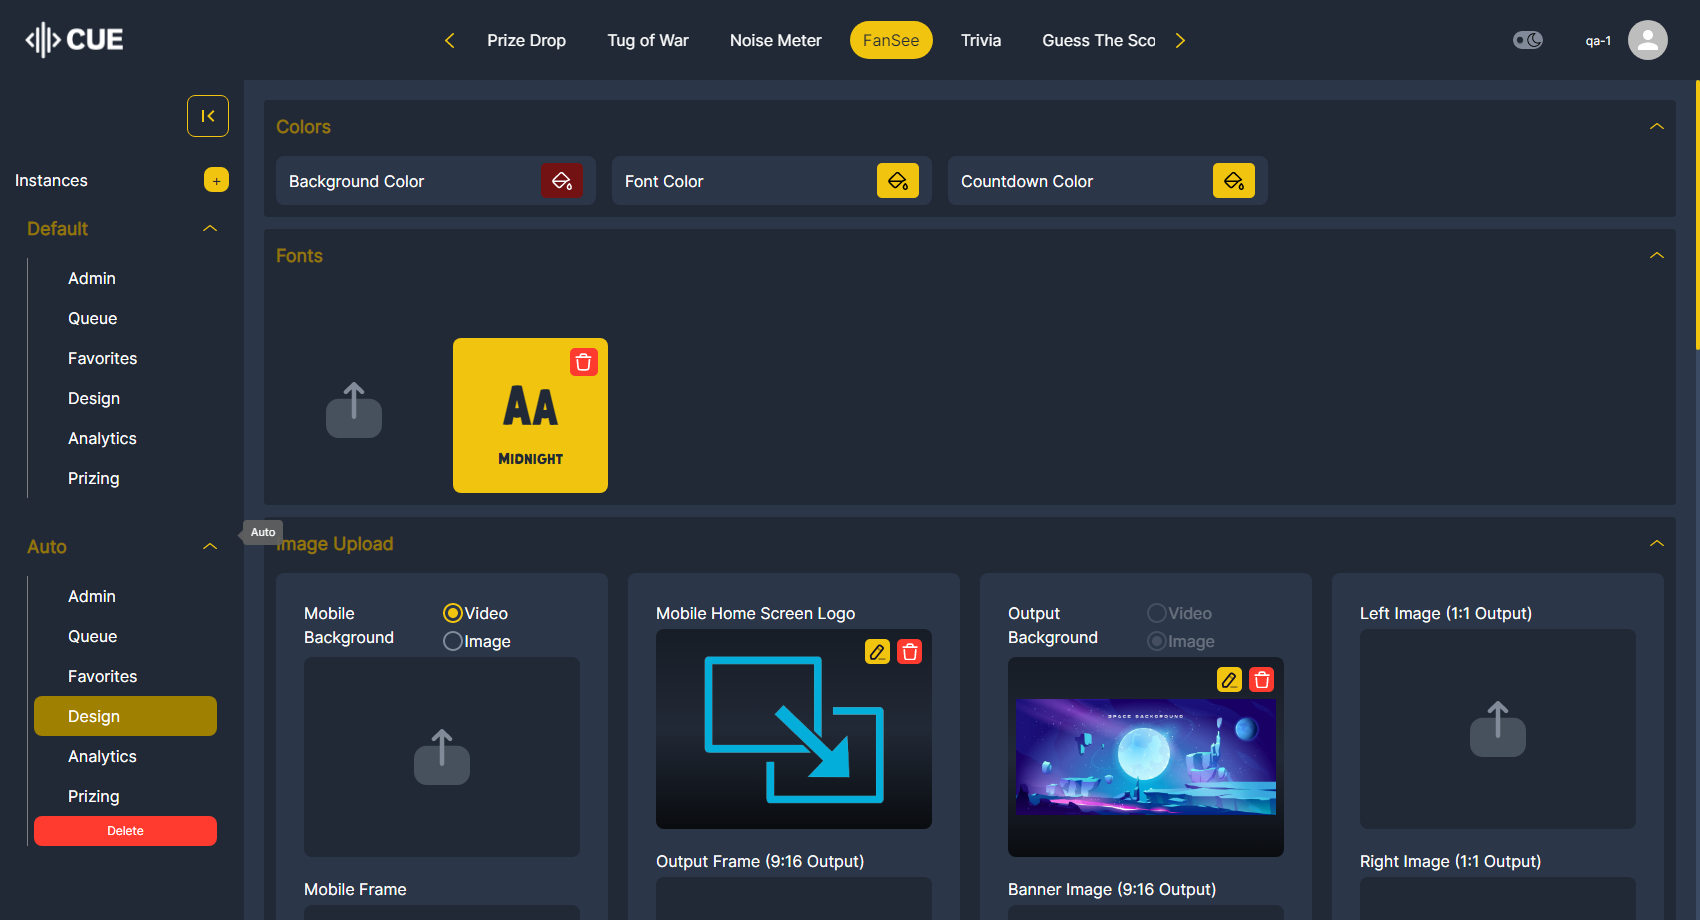 CUE
Prize Drop
Tug of War
Noise Meter
FanSee
Trivia
Guess The Sco
qa-1
Instances
+
Default
Admin
Queue
Favorites
Design
Analytics
Prizing
Auto
Admin
Queue
Favorites
Design
Analytics
Prizing
Delete
Auto
Colors
Background Color
Font Color
Countdown Color
Fonts
AA
MIDNIGHT
Image Upload
Mobile
Background
Video
Image
Mobile Frame
Mobile Home Screen Logo
Output Frame (9:16 Output)
Output
Background
Video
Image
SPACE BACKGROUND
Banner Image (9:16 Output)
Left Image (1:1 Output)
Right Image (1:1 Output)